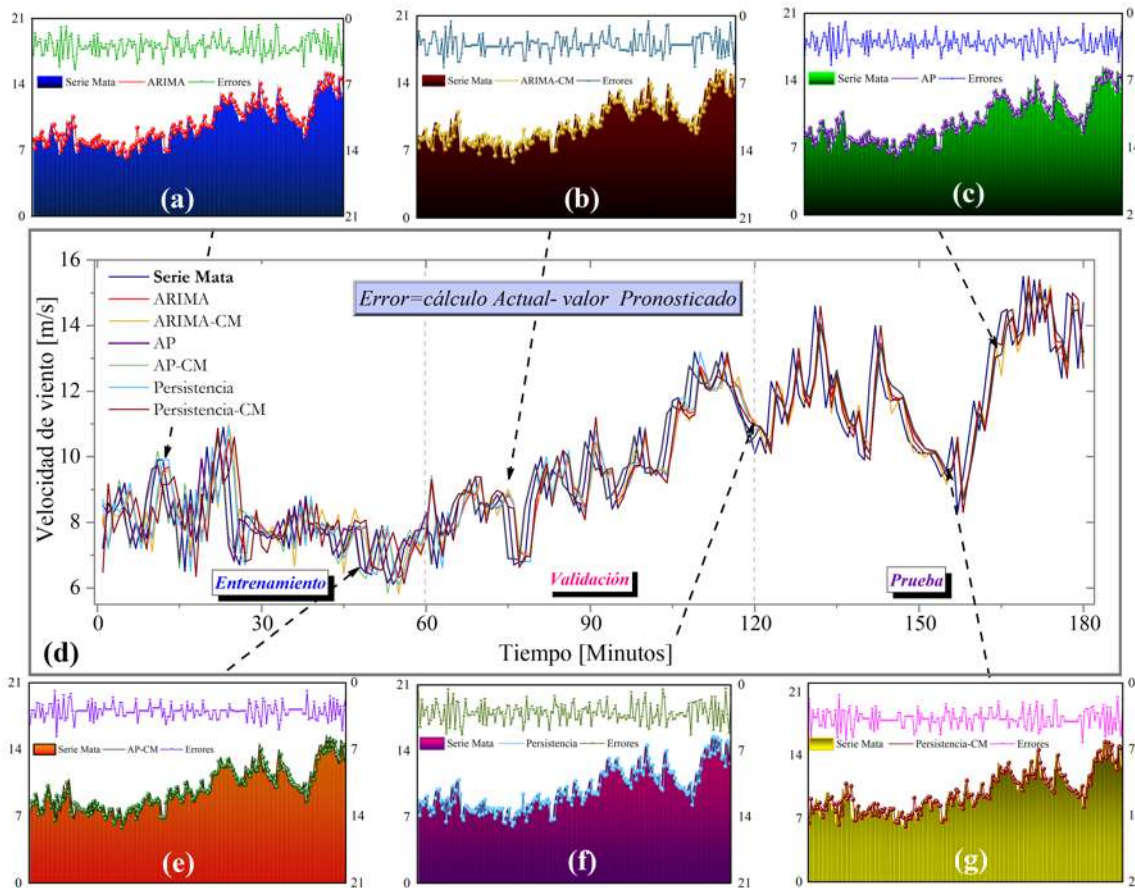 21
14
7
0
0
7
14
21
Serie Mata ARIMA Errores
(a)
21
14
7
0
0
7
14
21
Serie Mata ARIMA-CM Errores
(b)
21
14
7
0
0
7
14
2
Serie Mata AP Errores
(c)
16
14
12
10
8
6
Velocidad de viento [m/s]
Serie Mata
ARIMA
ARIMA-CM
AP
AP-CM
Persistencia
Persistencia-CM
Error=cálculo Actual- valor Pronosticado
Entrenamiento
Validación
Prueba
0 30 60 90 120 150 180
Tiempo [Minutos]
(d)
21
14
7
0
0
7
14
21
Serie Mata AP-CM Errores
(e)
21
14
7
0
0
7
14
21
Serie Mata Persistencia Errores
(f)
21
14
7
0
0
7
1
2
Serie Mata Persistencia-CM Errores
(g)